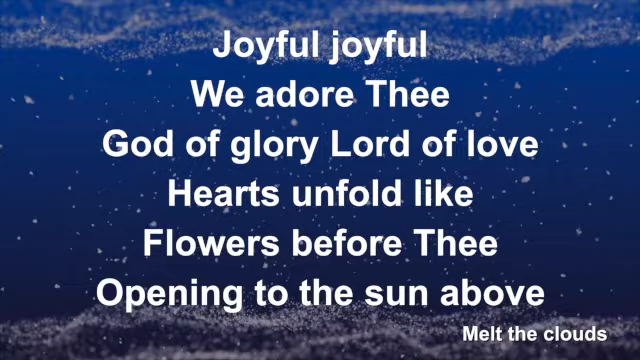 Joyful joyful
We adore Thee
God of glory Lord of love
Hearts unfold like
Flowers before Thee
Opening to the sun above
Melt the clouds